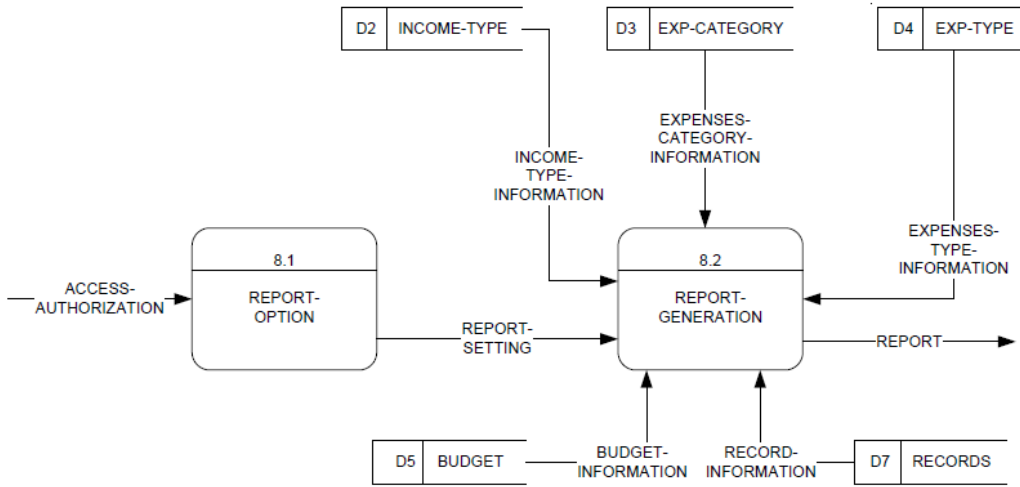 D2 INCOME-TYPE
D3 EXP-CATEGORY
D4 EXP-TYPE
EXPENSES-
CATEGORY-
INFORMATION
INCOME-
TYPE-
INFORMATION
EXPENSES-
TYPE-
INFORMATION
8.1
8.2
ACCESS-
AUTHORIZATION
REPORT-
OPTION
REPORT-
GENERATION
REPORT-
SETTING
REPORT
BUDGET-
INFORMATION
RECORD-
INFORMATION
D5 BUDGET
D7 RECORDS